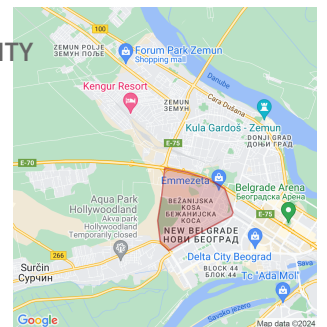 ITY
100
ZEMUN POLJE
ЗЕМУН ПОЉЕ
Forum Park Zemun
Shopping mall
Kengur Resort
ZEMUN
ЗЕМУН
Danube
Cara Dušana
Kula Gardoš - Zemun
E-75
DONJI GRAD
ДОЊИ ГРАД
E-70
Emmezeta
Belgrade Arena
Београдска Арена
BEŽANIJSKA
KOSA
БЕЖАНИЈСКА
КОСА
Aqua Park
Hollywoodland
Akva park
Hollywoodland
Temporarily closed
E-75
NEW BELGRADE
НОВИ БЕОГРАД
266
Surčin
Сурчин
Delta City Beograd
BLOCK 44
БЛОК 44
Tc "Ada Mol"
Savsko jezero
Google
Map data ©2024